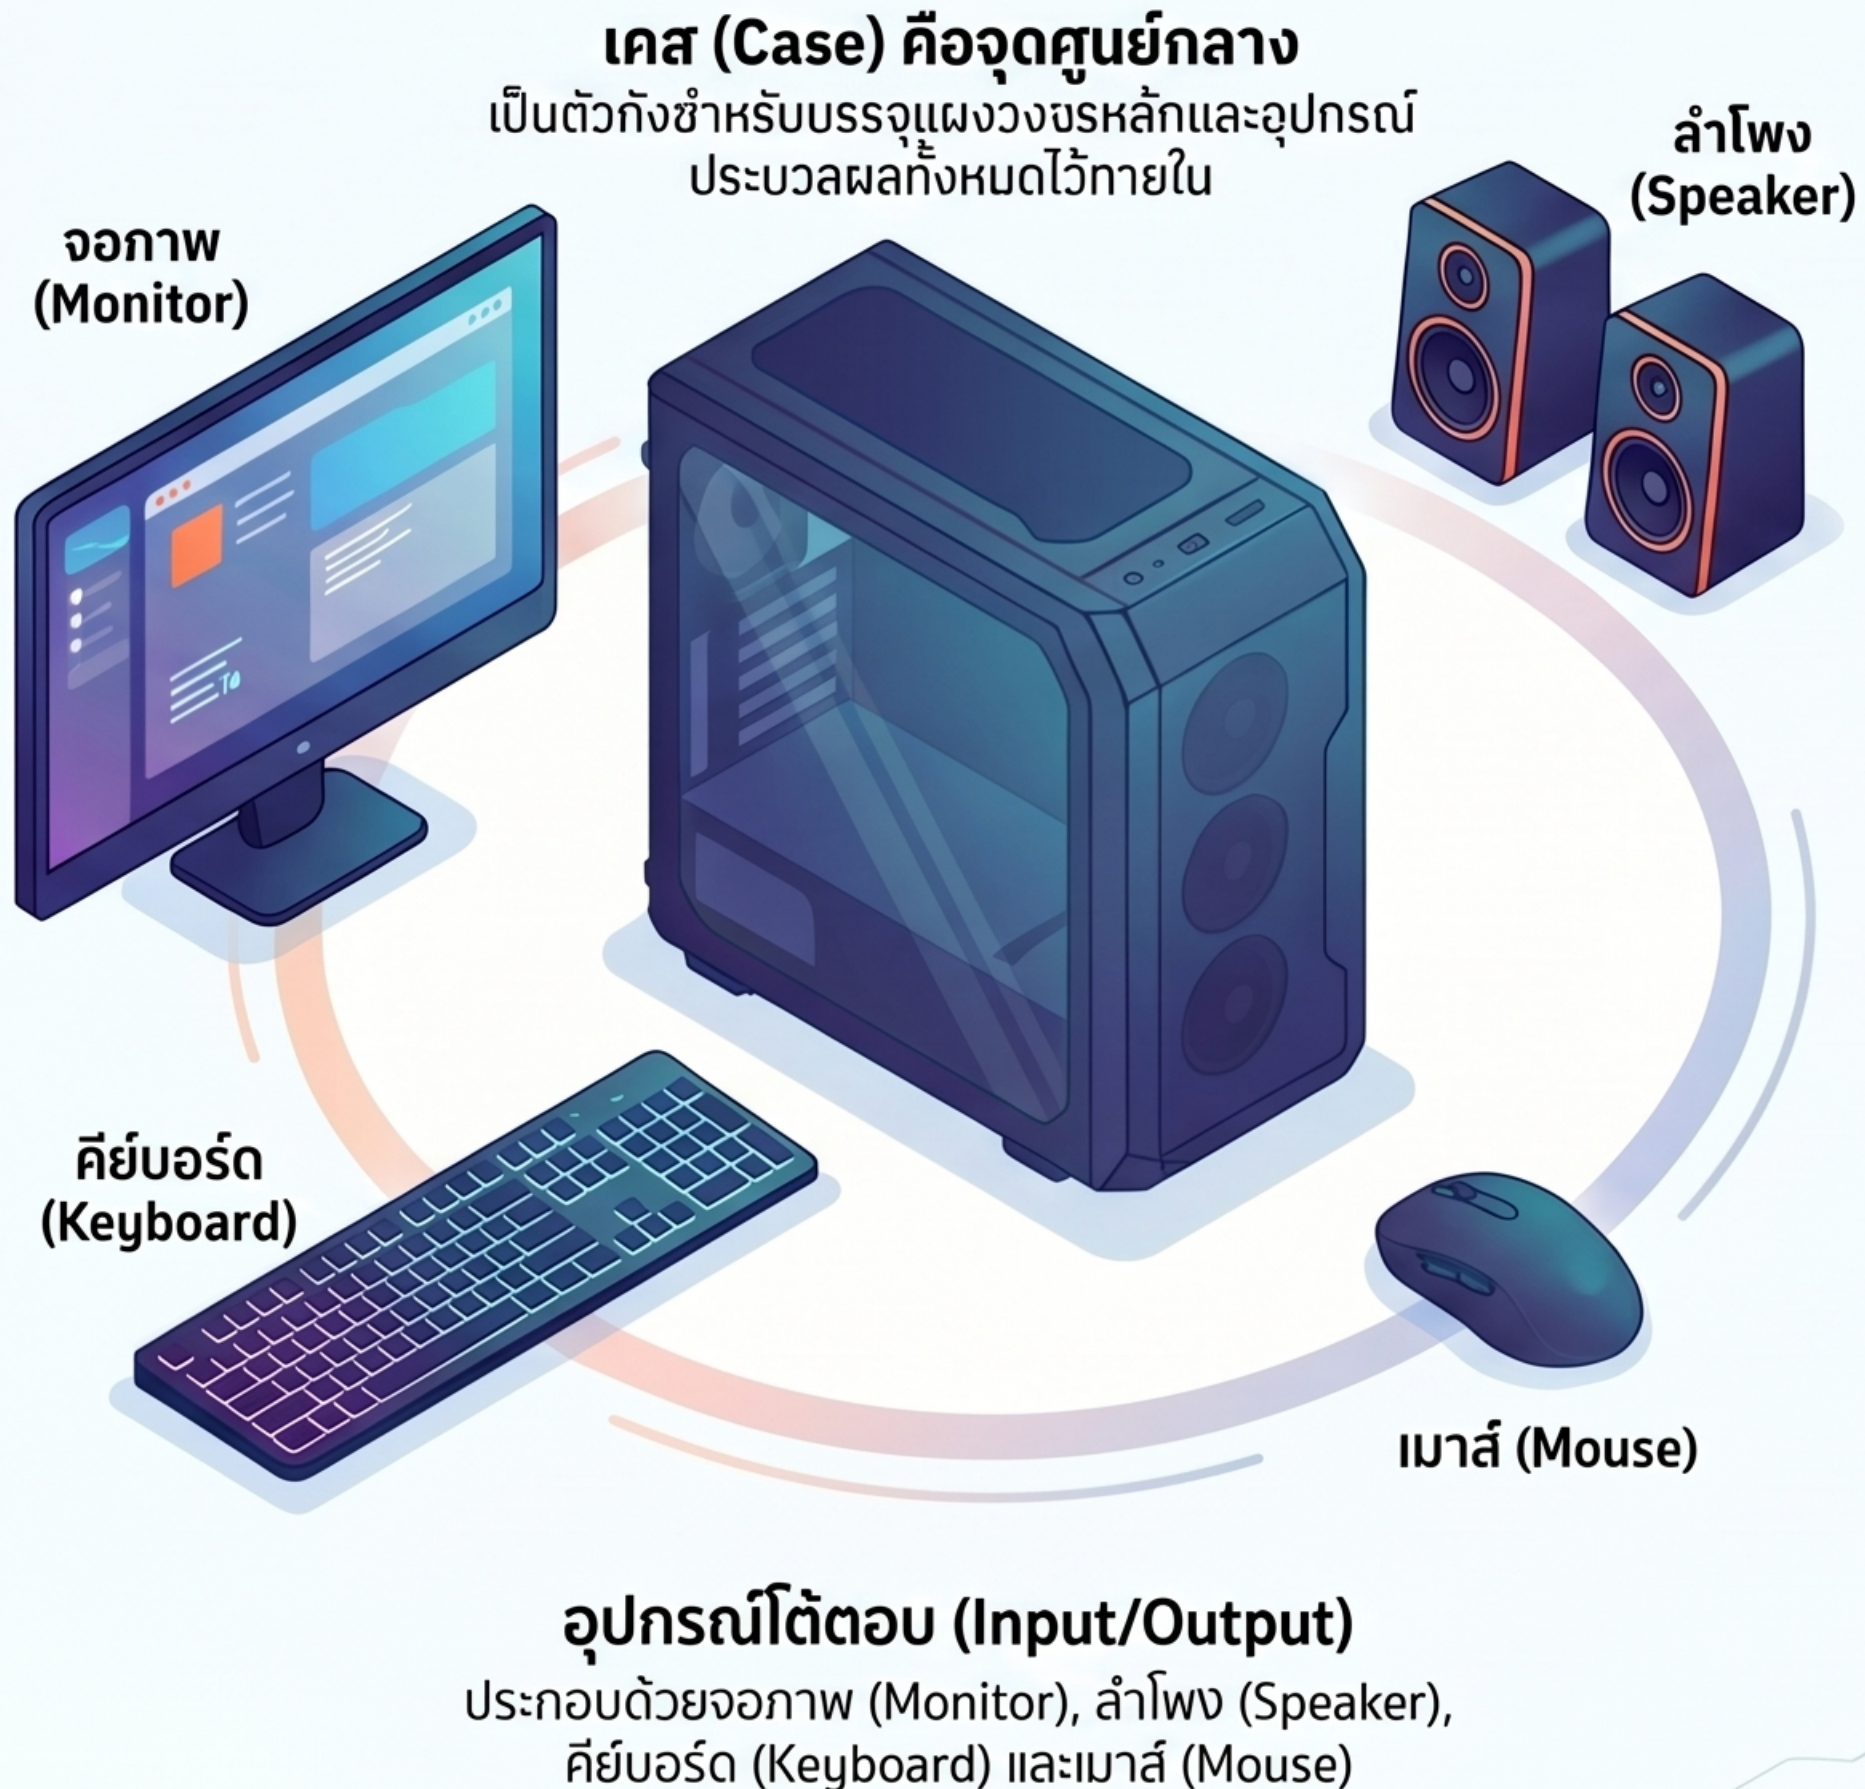 เคส (Case) คือจุดศูนย์กลาง
เป็นตัวกังซำหรับบรรจุแผงวงจรหล้กและอุปกรณ์
ประบวลผลทั้งหมดไว้ทายใน
ลำโพง
(Speaker)
จอภาพ
(Monitor)
คีย์บอร์ด
(Keyboard)
เมาส์ (Mouse)
อุปกรณ์โต้ตอบ (Input/Output)
ประกอบด้วยจอภาพ (Monitor), ลำโพง (Speaker),
คีย์บอร์ด (Keyboard) และเมาส์ (Mouse)